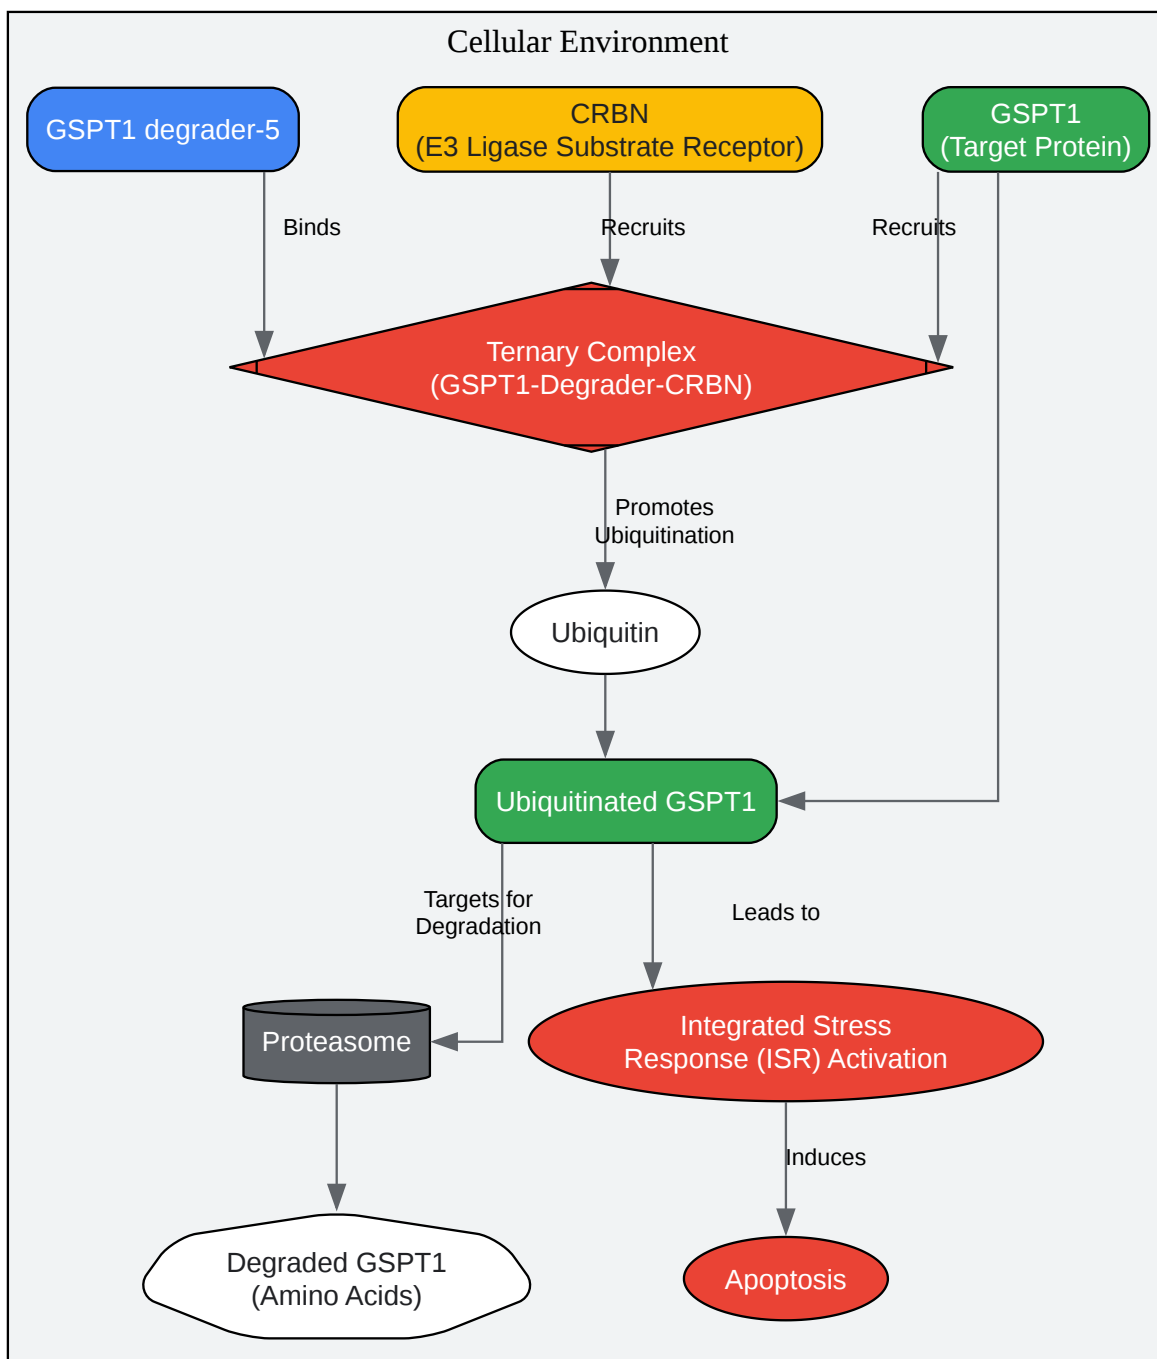 Cellular Environment
GSPT1 degrader-5
CRBN
(E3 Ligase Substrate Receptor)
GSPT1
(Target Protein)
Binds
Recruits
Recruits
Ternary Complex
(GSPT1-Degrader-CRBN)
Promotes
Ubiquitination
Ubiquitin
Ubiquitinated GSPT1
Targets for
Degradation
Leads to
Proteasome
Integrated Stress
Response (ISR) Activation
Induces
Degraded GSPT1
(Amino Acids)
Apoptosis